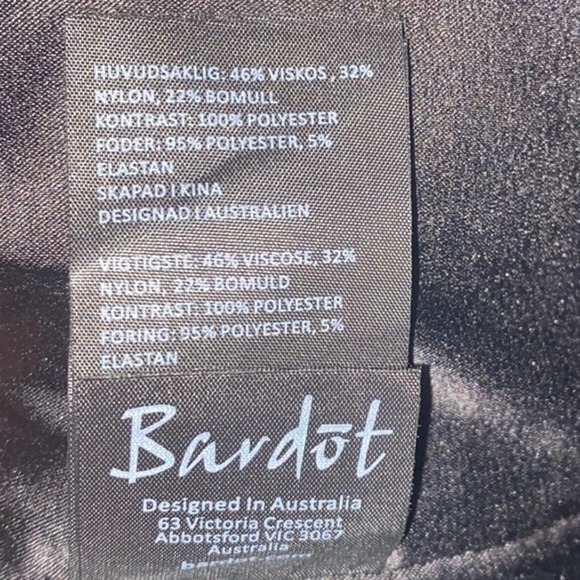 HUVUDSAKLIG: 46% VISKOS , 32%
NYLON, 22% BOMULL
KONTRAST: 100% POLYESTER
FODER: 95% POLYESTER, 5%
ELASTAN
SKAPAD I KINA
DESIGNAD I AUSTRALIEN
VIGTIGSTE: 46% VISCOSE, 32%
NYLON, 22% BOMULD
KONTRAST: 100% POLYESTER
FORING: 95% POLYESTER, 5%
ELASTAN
Bardōt
Designed In Australia
63 Victoria Crescent
Abbotsford VIC 3067
Australia
bardot.com